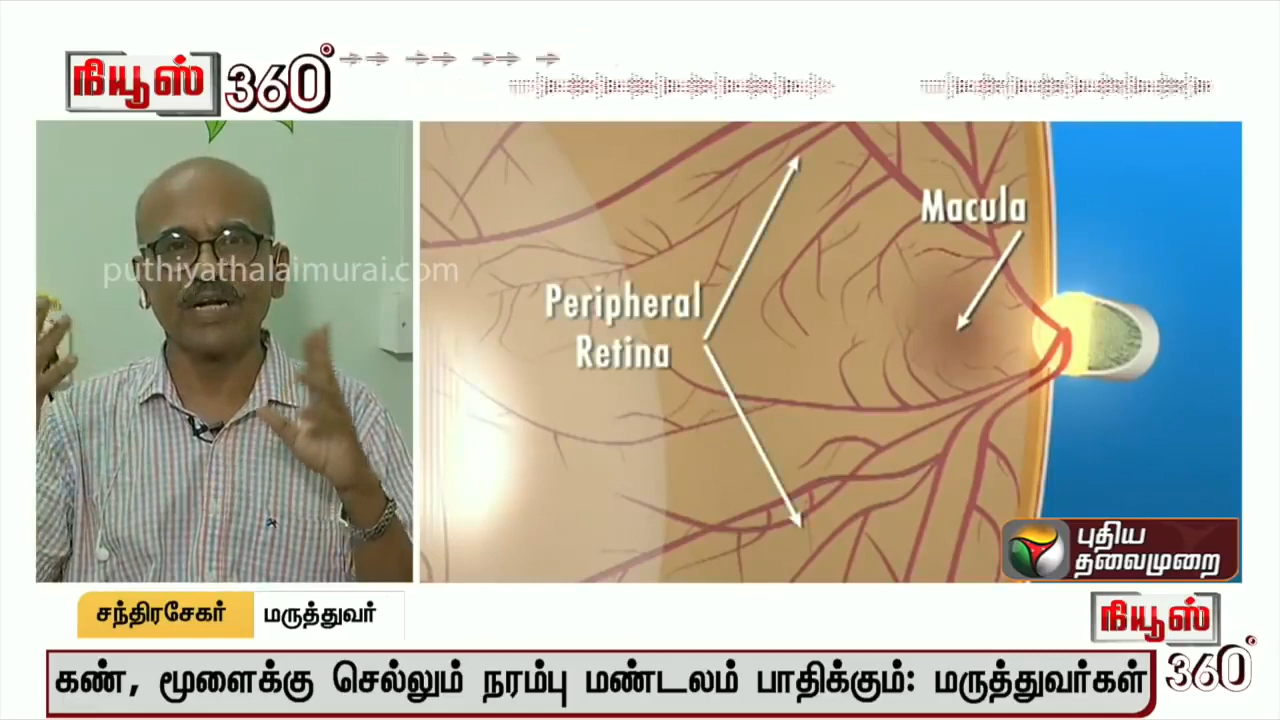 நியூஸ்
360°
puthiyathalaimurai.com
Macula
Peripheral
Retina
புதிய
தலைமுறை
சந்திரசேகர் மருத்துவர்
நியூஸ்
360°
கண், மூளைக்கு செல்லும் நரம்பு மண்டலம் பாதிக்கும்: மருத்துவர்கள்